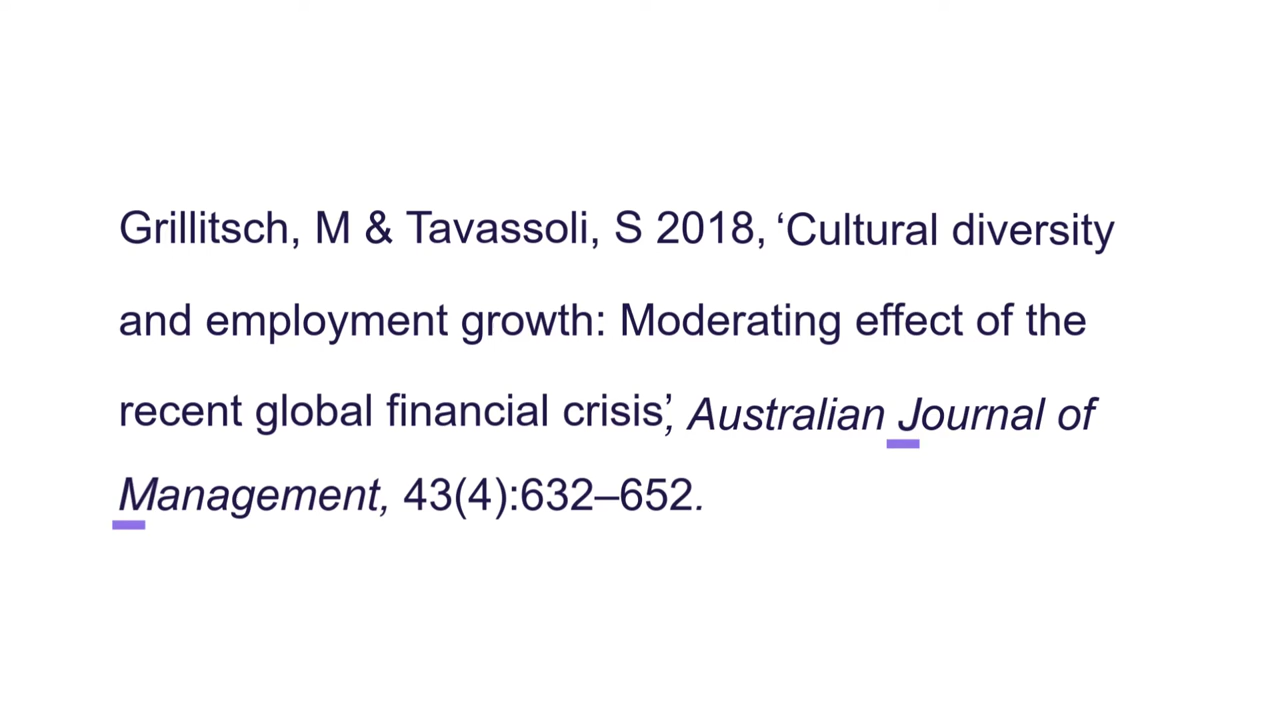 Grillitsch, M & Tavassoli, S 2018, ‘Cultural diversity
and employment growth: Moderating effect of the
recent global financial crisis’, Australian Journal of
Management, 43(4):632–652.